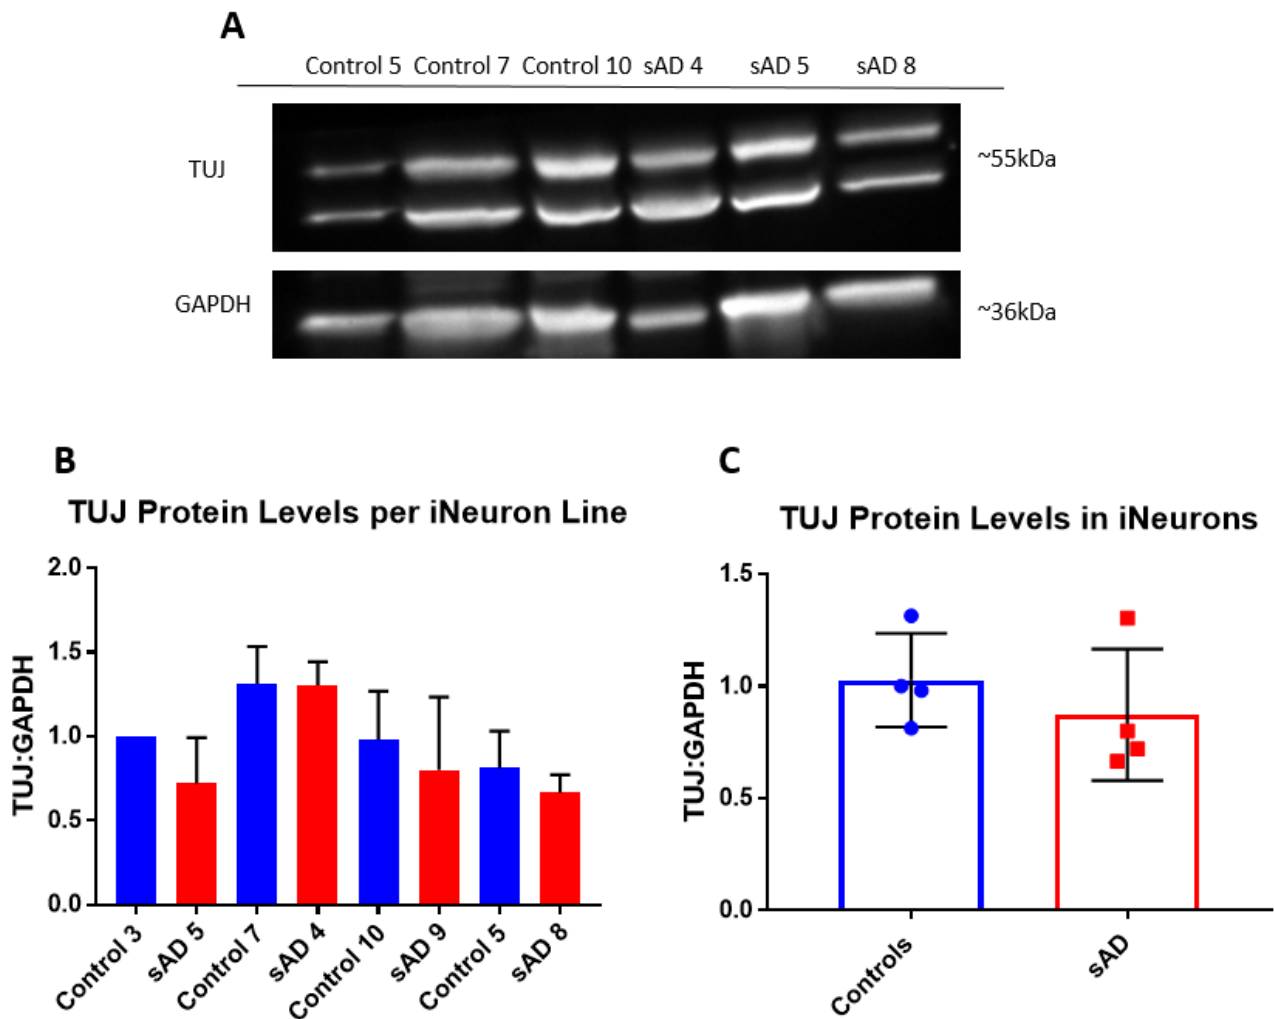 A
Control 5 Control 7 Control 10 sAD 4 sAD 5 sAD 8
TUJ
~55kDa
GAPDH
~36kDa
B
TUJ Protein Levels per iNeuron Line
TUJ:GAPDH
2.0
1.5
1.0
0.5
0.0
Control 3
sAD 5
Control 7
sAD 4
Control 10
sAD 9
Control 5
sAD 8
C
TUJ Protein Levels in iNeurons
TUJ:GAPDH
1.5
1.0
0.5
0.0
Controls
sAD